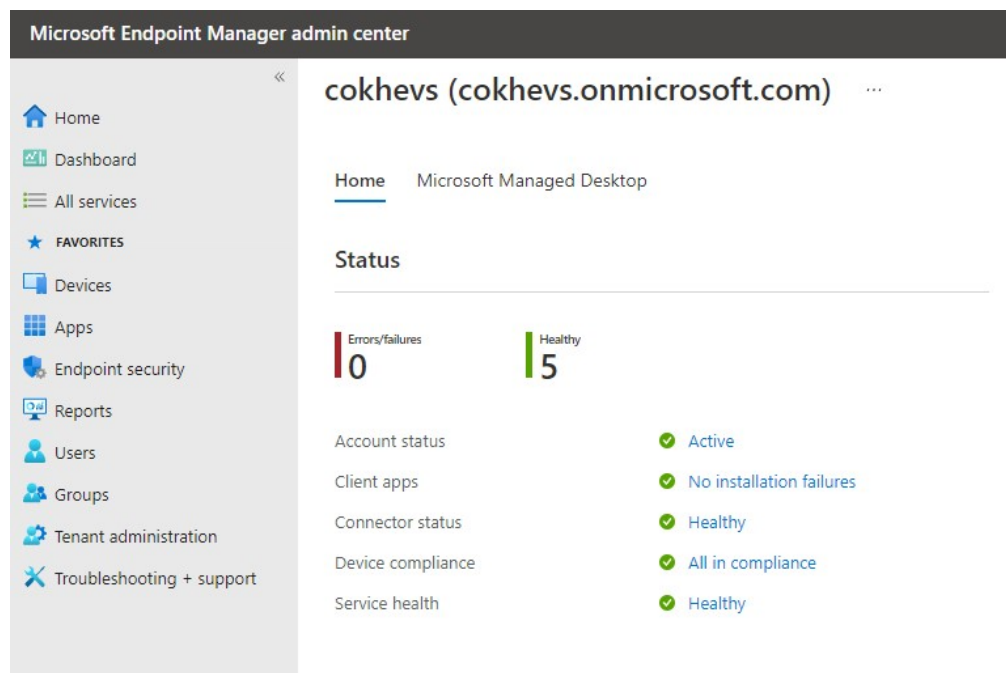 Microsoft Endpoint Manager admin center
«
Home
Dashboard
All services
FAVORITES
Devices
Apps
Endpoint security
Reports
Users
Groups
Tenant administration
Troubleshooting + support
cokhevs (cokhevs.onmicrosoft.com) ...
Home Microsoft Managed Desktop
Status
Errors/failures
0
Healthy
5
Account status Active
Client apps No installation failures
Connector status Healthy
Device compliance All in compliance
Service health Healthy